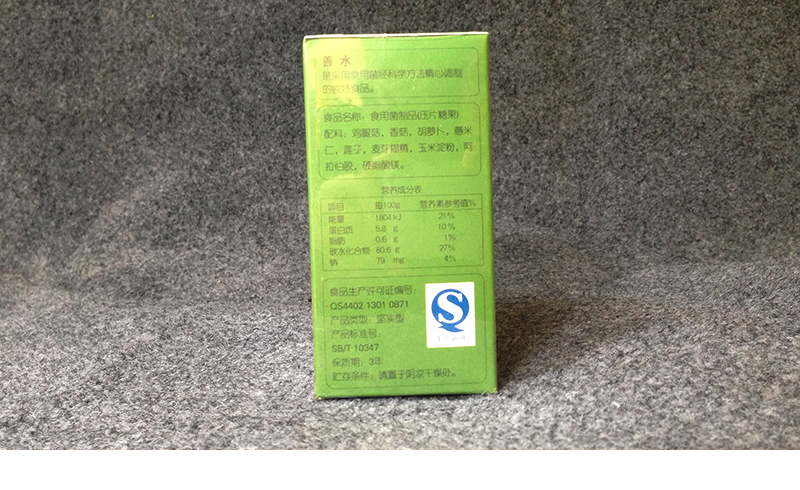 善 水
是采用食用菌经科学方法精心调制
的独特食品。
食品名称：食用菌制品(压片糖果)
配料：鸡腿菇，香菇，胡萝卜，薏米
仁，莲子，麦芽糊精，玉米淀粉，阿
拉伯胶，硬脂酸镁。
营养成分表
项目 每100g 营养素参考值%
能量 1804 kJ 21%
蛋白质 5.8 g 10%
脂肪 0.6 g 1%
碳水化合物 80.6 g 27%
钠 79 mg 4%
食品生产许可证编号：
QS4402 1301 0871
产品类型：坚实型
产品标准号：
SB/T 10347
保质期：3年
贮存条件：请置于阴凉干燥处。